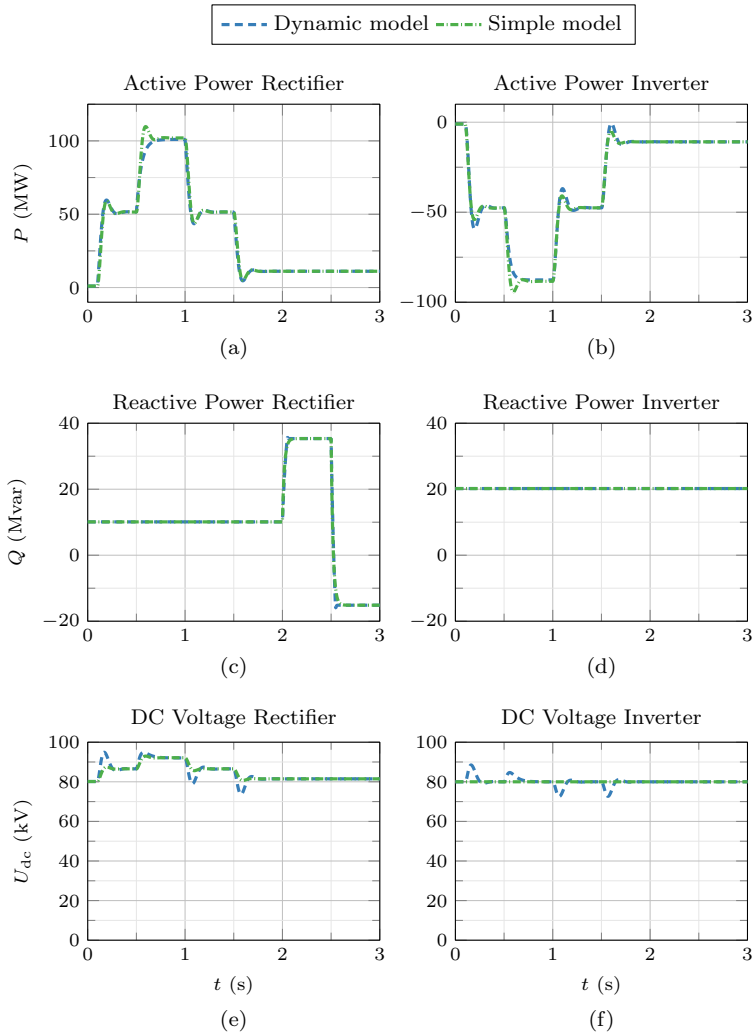 Dynamic model Simple model
Active Power Rectifier
Active Power Inverter
P (MW)
100
50
0
0 1 2 3
(a)
0
−50
−100
0 1 2 3
(b)
Reactive Power Rectifier
Reactive Power Inverter
Q (Mvar)
40
20
0
−20
0 1 2 3
(c)
40
20
0
−20
0 1 2 3
(d)
DC Voltage Rectifier
DC Voltage Inverter
U_dc (kV)
100
80
60
40
20
0
0 1 2 3
t (s)
(e)
100
80
60
40
20
0
0 1 2 3
t (s)
(f)